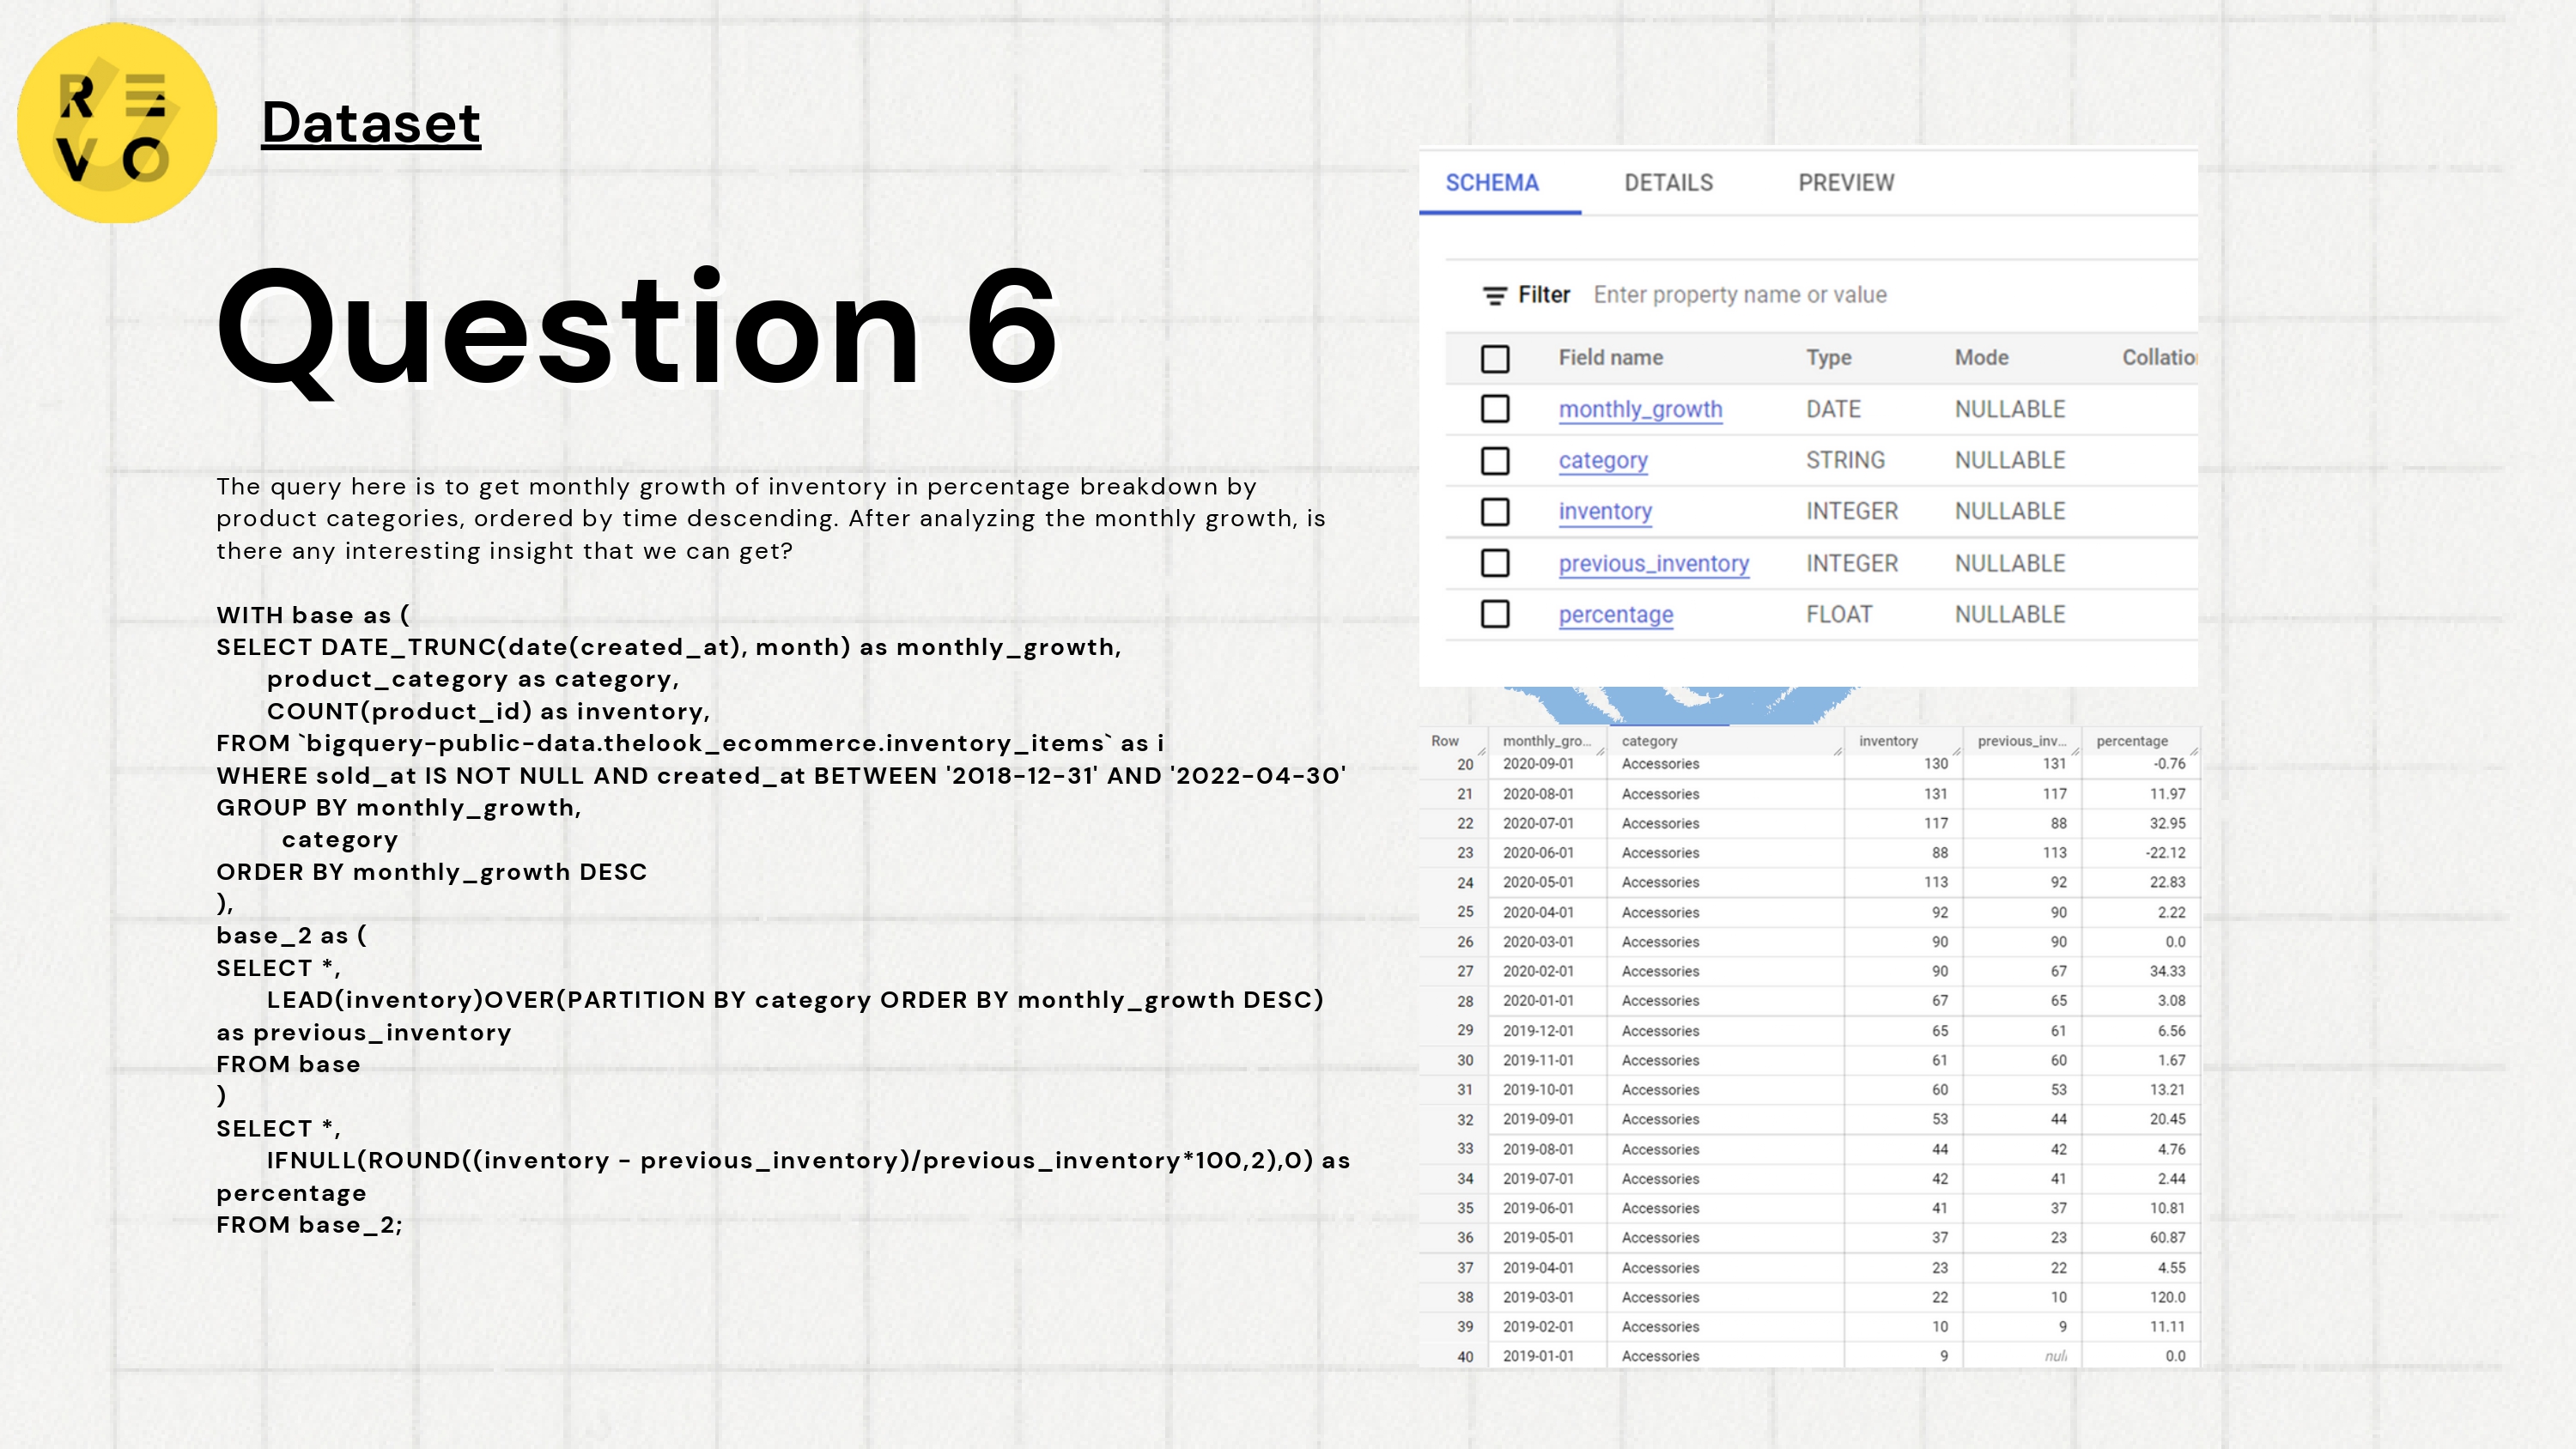 RE
VO
Dataset
Question 6
The query here is to get monthly growth of inventory in percentage breakdown by
product categories, ordered by time descending. After analyzing the monthly growth, is
there any interesting insight that we can get?
WITH base as (
SELECT DATE_TRUNC(date(created_at), month) as monthly_growth,
product_category as category,
COUNT(product_id) as inventory,
FROM `bigquery-public-data.thelook_ecommerce.inventory_items` as i
WHERE sold_at IS NOT NULL AND created_at BETWEEN '2018-12-31' AND '2022-04-30'
GROUP BY monthly_growth,
category
ORDER BY monthly_growth DESC
),
base_2 as (
SELECT *,
LEAD(inventory)OVER(PARTITION BY category ORDER BY monthly_growth DESC)
as previous_inventory
FROM base
)
SELECT *,
IFNULL(ROUND((inventory - previous_inventory)/previous_inventory*100,2),0) as
percentage
FROM base_2;
SCHEMA DETAILS PREVIEW
Filter Enter property name or value
Field name Type Mode Collatio
monthly_growth DATE NULLABLE
category STRING NULLABLE
inventory INTEGER NULLABLE
previous_inventory INTEGER NULLABLE
percentage FLOAT NULLABLE
Row monthly_gro... category inventory previous_inv... percentage
20 2020-09-01 Accessories 130 131 -0.76
21 2020-08-01 Accessories 131 117 11.97
22 2020-07-01 Accessories 117 88 32.95
23 2020-06-01 Accessories 88 113 -22.12
24 2020-05-01 Accessories 113 92 22.83
25 2020-04-01 Accessories 92 90 2.22
26 2020-03-01 Accessories 90 90 0.0
27 2020-02-01 Accessories 90 67 34.33
28 2020-01-01 Accessories 67 65 3.08
29 2019-12-01 Accessories 65 61 6.56
30 2019-11-01 Accessories 61 60 1.67
31 2019-10-01 Accessories 60 53 13.21
32 2019-09-01 Accessories 53 44 20.45
33 2019-08-01 Accessories 44 42 4.76
34 2019-07-01 Accessories 42 41 2.44
35 2019-06-01 Accessories 41 37 10.81
36 2019-05-01 Accessories 37 23 60.87
37 2019-04-01 Accessories 23 22 4.55
38 2019-03-01 Accessories 22 10 120.0
39 2019-02-01 Accessories 10 9 11.11
40 2019-01-01 Accessories 9 null 0.0